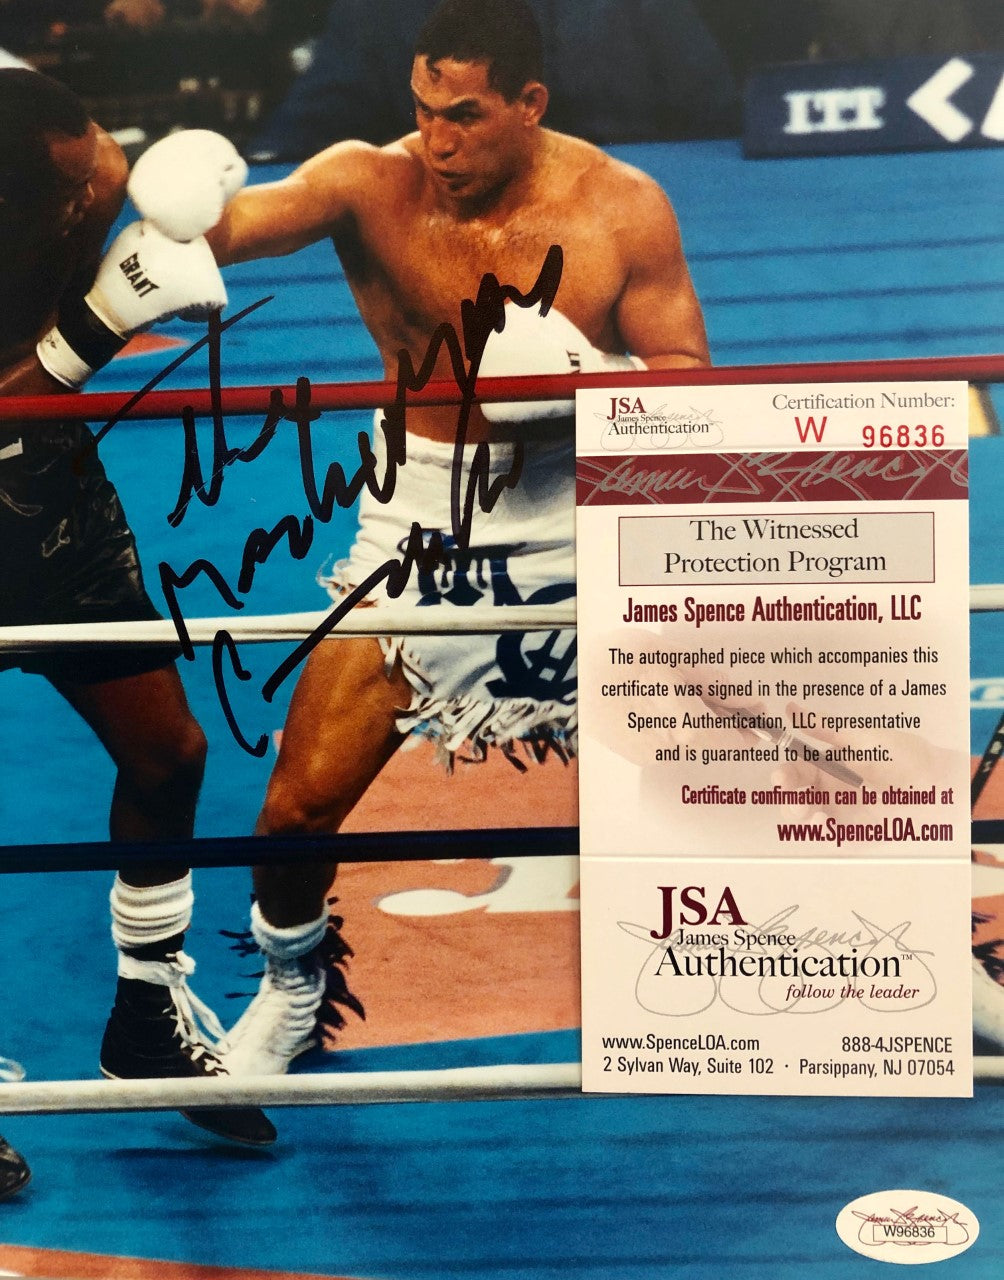 ITT
GRANT
JSA
James Spence
Authentication™
Certification Number:
W 96836
The Witnessed
Protection Program
James Spence Authentication, LLC
The autographed piece which accompanies this
certificate was signed in the presence of a James
Spence Authentication, LLC representative
and is guaranteed to be authentic.
Certificate confirmation can be obtained at
www.SpenceLOA.com
JSA
James Spence
Authentication™
follow the leader
www.SpenceLOA.com 888-4JSPENCE
2 Sylvan Way, Suite 102 · Parsippany, NJ 07054
W96836